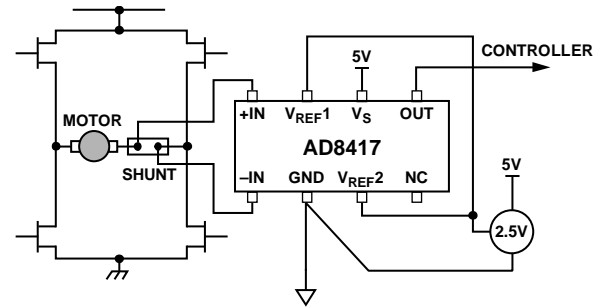 CONTROLLER
5V
+IN VREF1 VS OUT
MOTOR
AD8417
SHUNT
–IN GND VREF2 NC
5V
2.5V